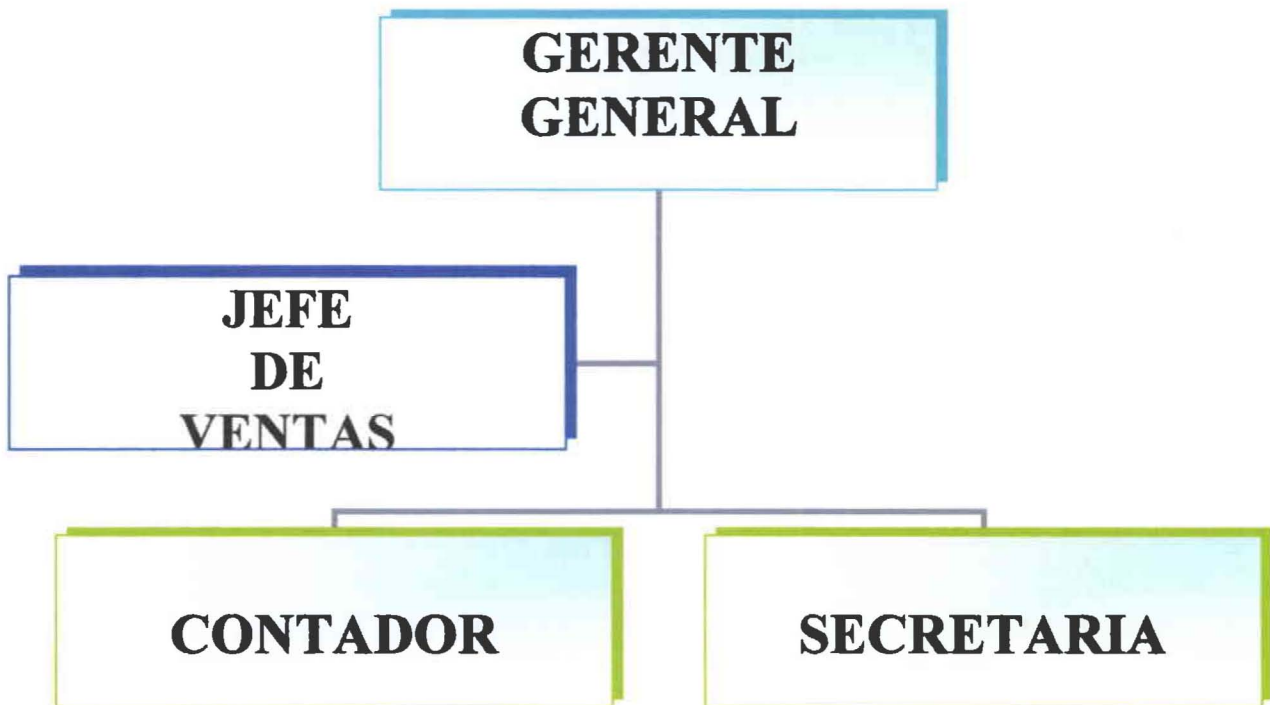 GERENTE
GENERAL
JEFE
DE
VENTAS
CONTADOR
SECRETARIA